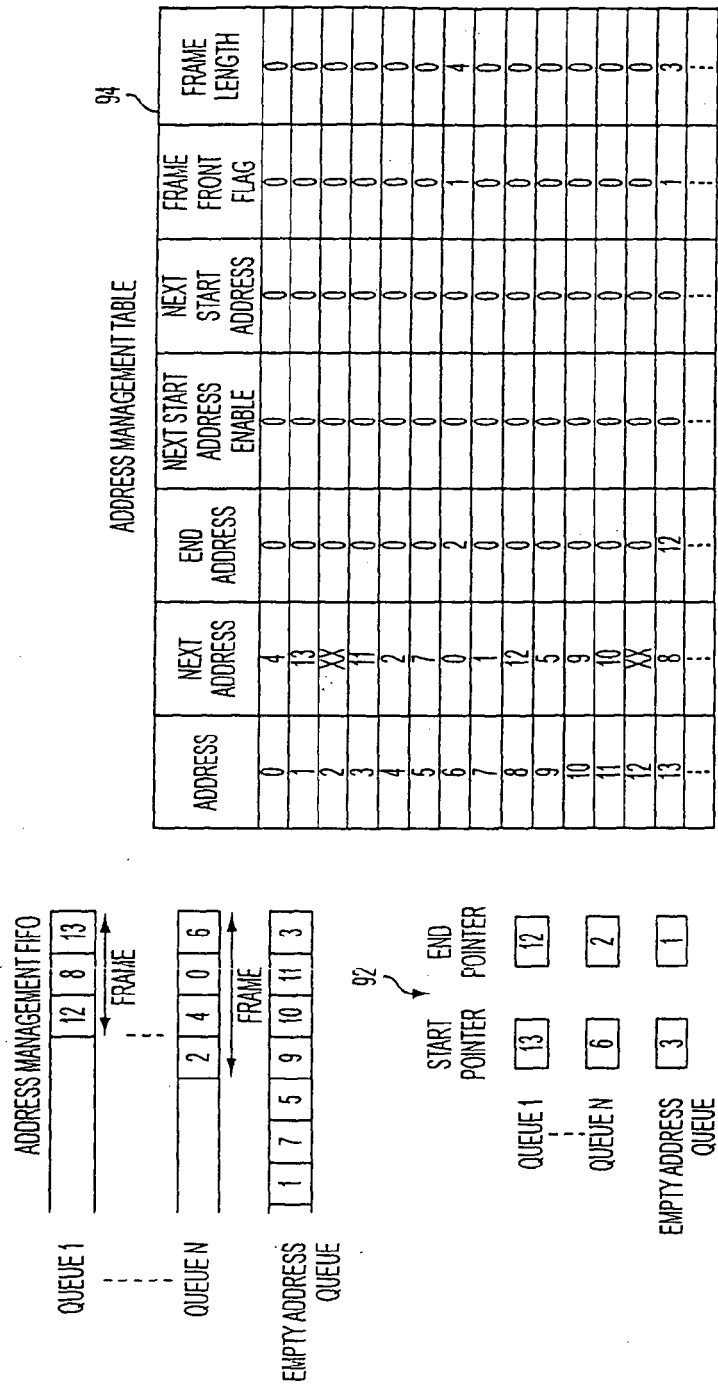 ADDRESS MANAGEMENT FIFO
QUEUE 1
12 8 13
FRAME
QUEUE N
2 4 0 6
FRAME
EMPTY ADDRESS
QUEUE
1 7 5 9 10 11 3
92
START
POINTER
END
POINTER
QUEUE 1
13
12
QUEUE N
6
2
EMPTY ADDRESS
QUEUE
3
1
ADDRESS MANAGEMENT TABLE
94
ADDRESS
NEXT
ADDRESS
END
ADDRESS
NEXT START
ADDRESS
ENABLE
NEXT
START
ADDRESS
FRAME
FRONT
FLAG
FRAME
LENGTH
0 4 0 0 0 0 0
1 13 0 0 0 0 0
2 XX 0 0 0 0 0
3 11 0 0 0 0 0
4 2 0 0 0 0 0
5 7 0 0 0 0 0
6 0 2 0 0 1 4
7 1 0 0 0 0 0
8 12 0 0 0 0 0
9 5 0 0 0 0 0
10 9 0 0 0 0 0
11 10 0 0 0 0 0
12 XX 0 0 0 0 0
13 8 12 0 0 1 3